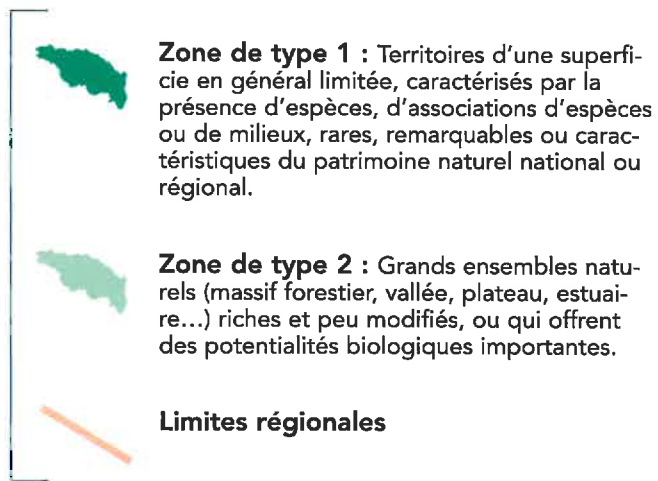 Zone de type 1 : Territoires d'une superfi-
cie en général limitée, caractérisés par la
présence d'espèces, d'associations d'espèces
ou de milieux, rares, remarquables ou carac-
téristiques du patrimoine naturel national ou
régional.
Zone de type 2 : Grands ensembles natu-
rels (massif forestier, vallée, plateau, estuai-
re...) riches et peu modifiés, ou qui offrent
des potentialités biologiques importantes.
Limites régionales